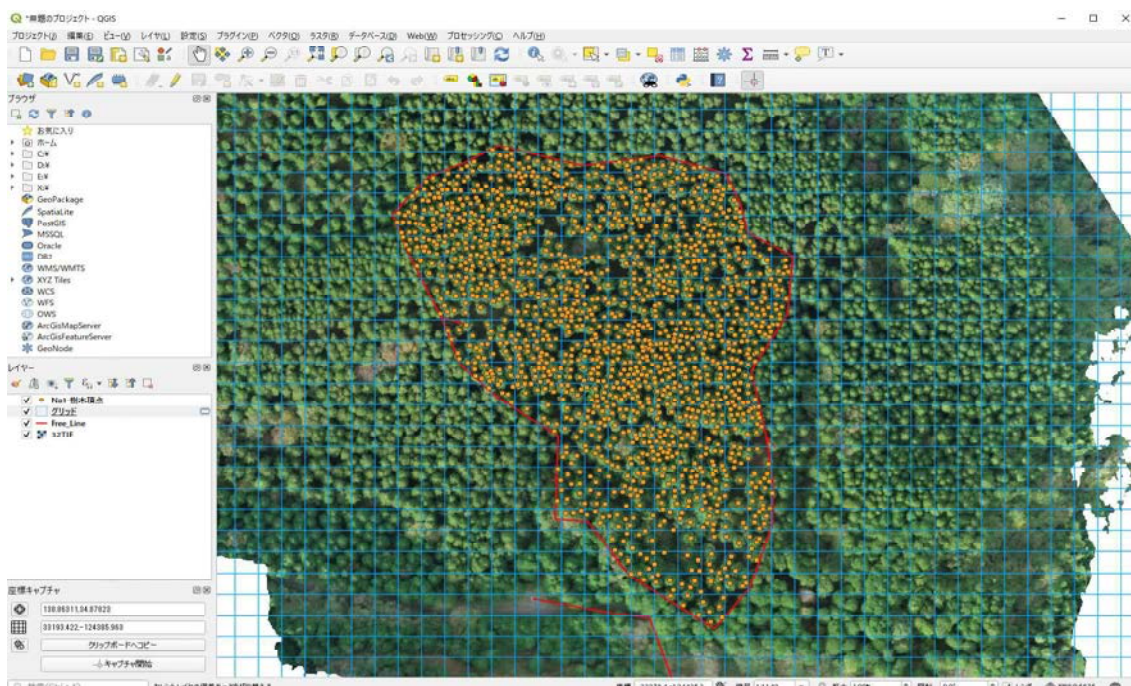 *無題のプロジェクト - QGIS
プロジェクト(J) 編集(E) ビュー(V) レイヤ(L) 設定(S) プラグイン(P) ベクタ(O) ラスタ(R) データベース(D) Web(W) プロセッシング(C) ヘルプ(H)
ブラウザ
お気に入り
ホーム
C:¥
D:¥
E:¥
X:¥
GeoPackage
SpatiaLite
PostGIS
MSSQL
Oracle
DB2
WMS/WMTS
XYZ Tiles
WCS
WFS
OWS
ArcGisMapServer
ArcGisFeatureServer
GeoNode
レイヤー
No1-樹木頂点
グリッド
Free_Line
座標キャプチャ
クリップボードへコピー
キャプチャ開始